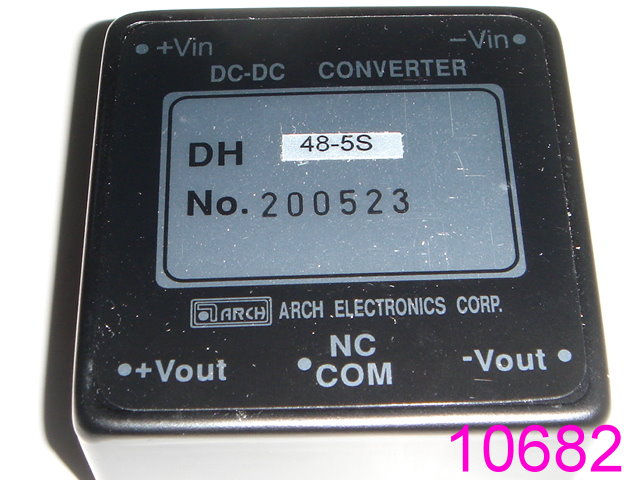 +Vin -Vin
DC-DC CONVERTER
DH 48-5S
No. 200523
ARCH ARCH ELECTRONICS CORP.
NC
+Vout COM -Vout
10682